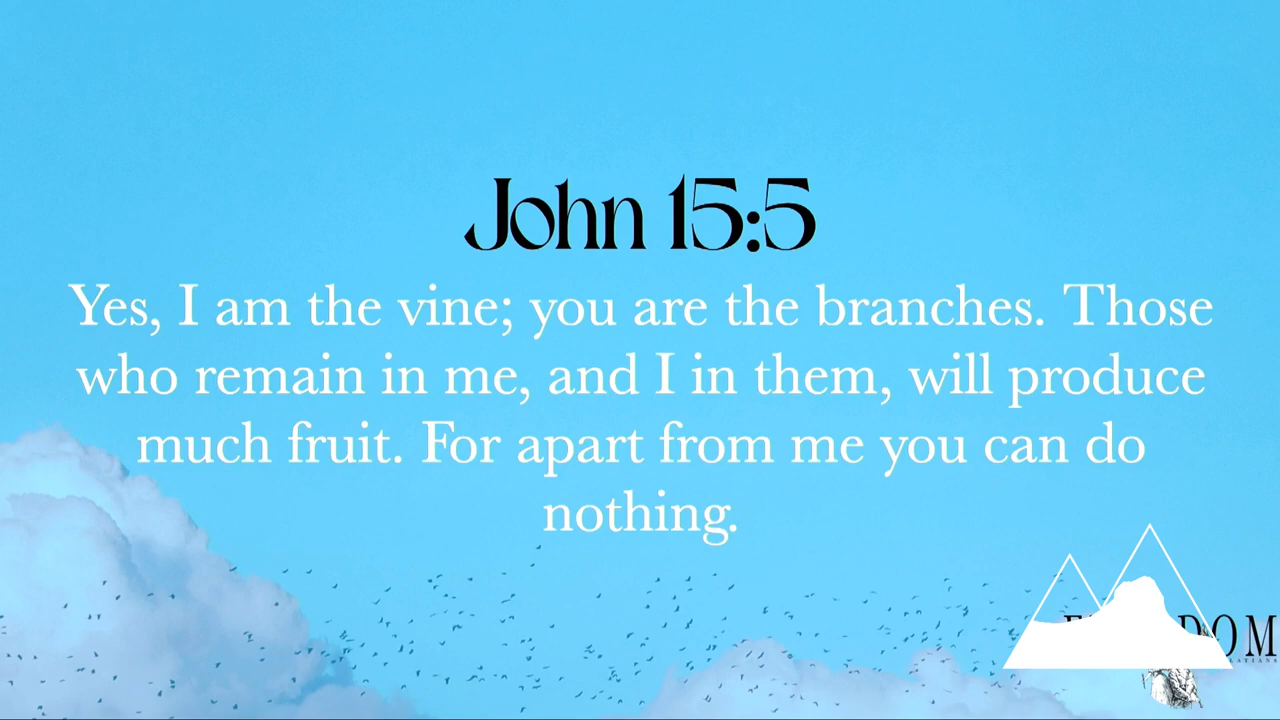 John 15:5
Yes, I am the vine; you are the branches. Those
who remain in me, and I in them, will produce
much fruit. For apart from me you can do
nothing.